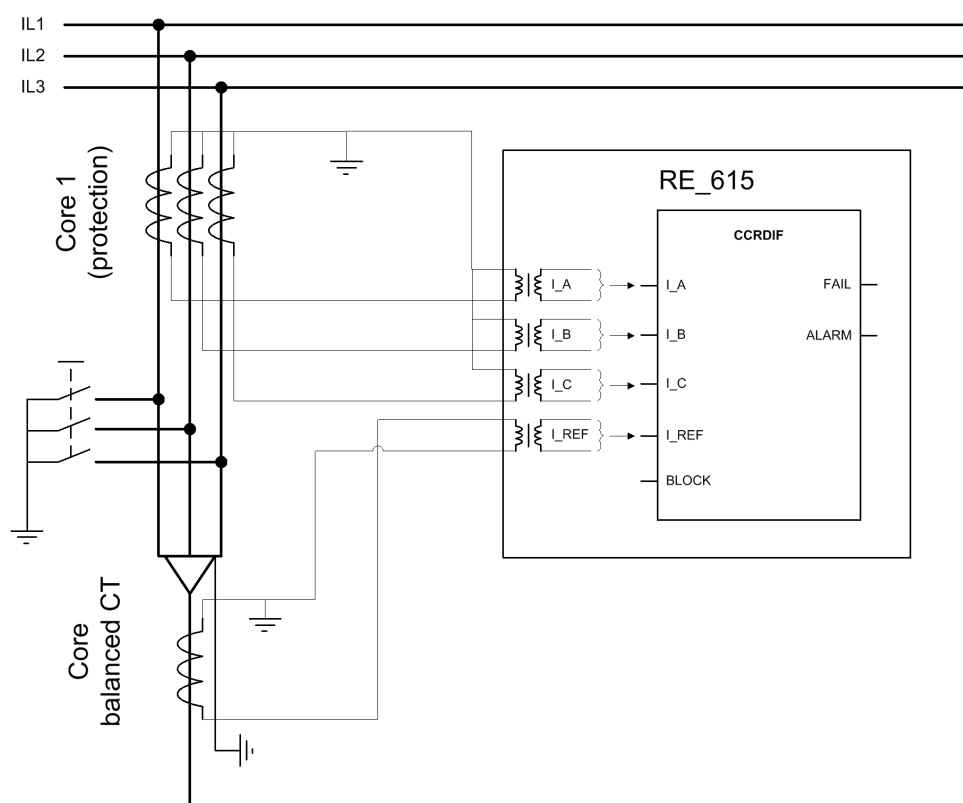 IL1
IL2
IL3
Core 1
(protection)
RE_615
CCRDIF
I_A
I_A
FAIL
I_B
I_B
ALARM
I_C
I_C
I_REF
I_REF
BLOCK
Core
balanced CT